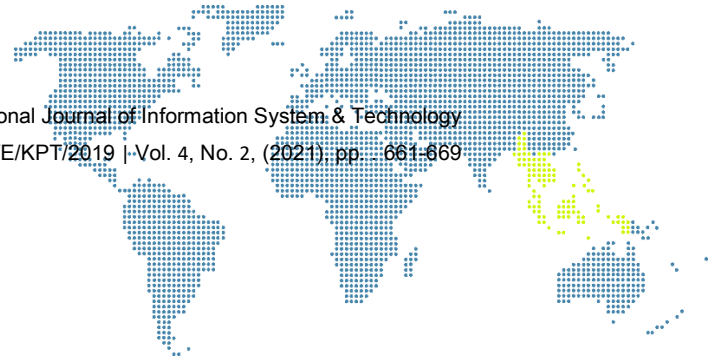 onal Journal of Information System & Technology
E/KPT/2019 | Vol. 4, No. 2, (2021), pp. . 661-669